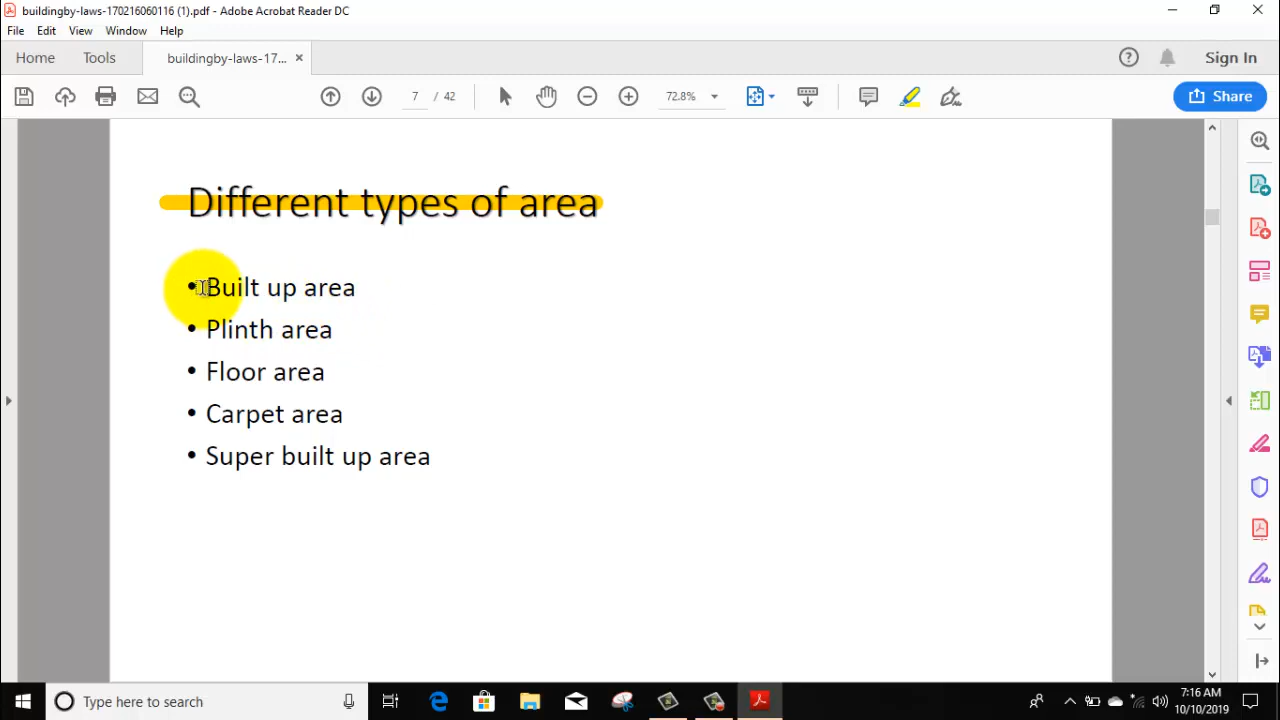 buildingby-laws-170216060116 (1).pdf - Adobe Acrobat Reader DC
File Edit View Window Help
Home Tools buildingby-laws-17... × Sign In
7 / 42 72.8% Share
Different types of area
• Built up area
• Plinth area
• Floor area
• Carpet area
• Super built up area
Type here to search
7:16 AM
10/10/2019